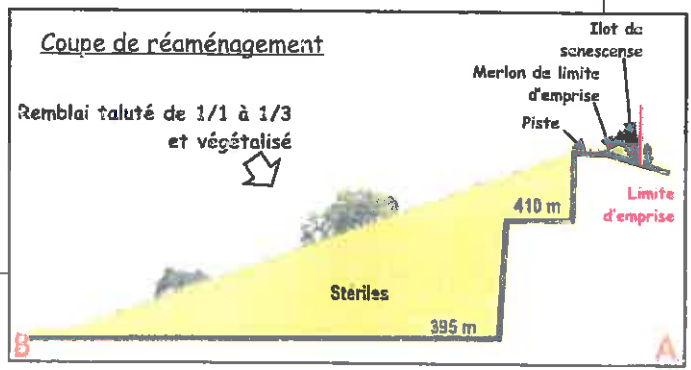 Coupe de réaménagement
Ilot de
senescense
Merlon de limite
d'emprise
Piste
Remblai taluté de 1/1 à 1/3
et végétalisé
Limite
d'emprise
410 m
Stériles
395 m
B
A